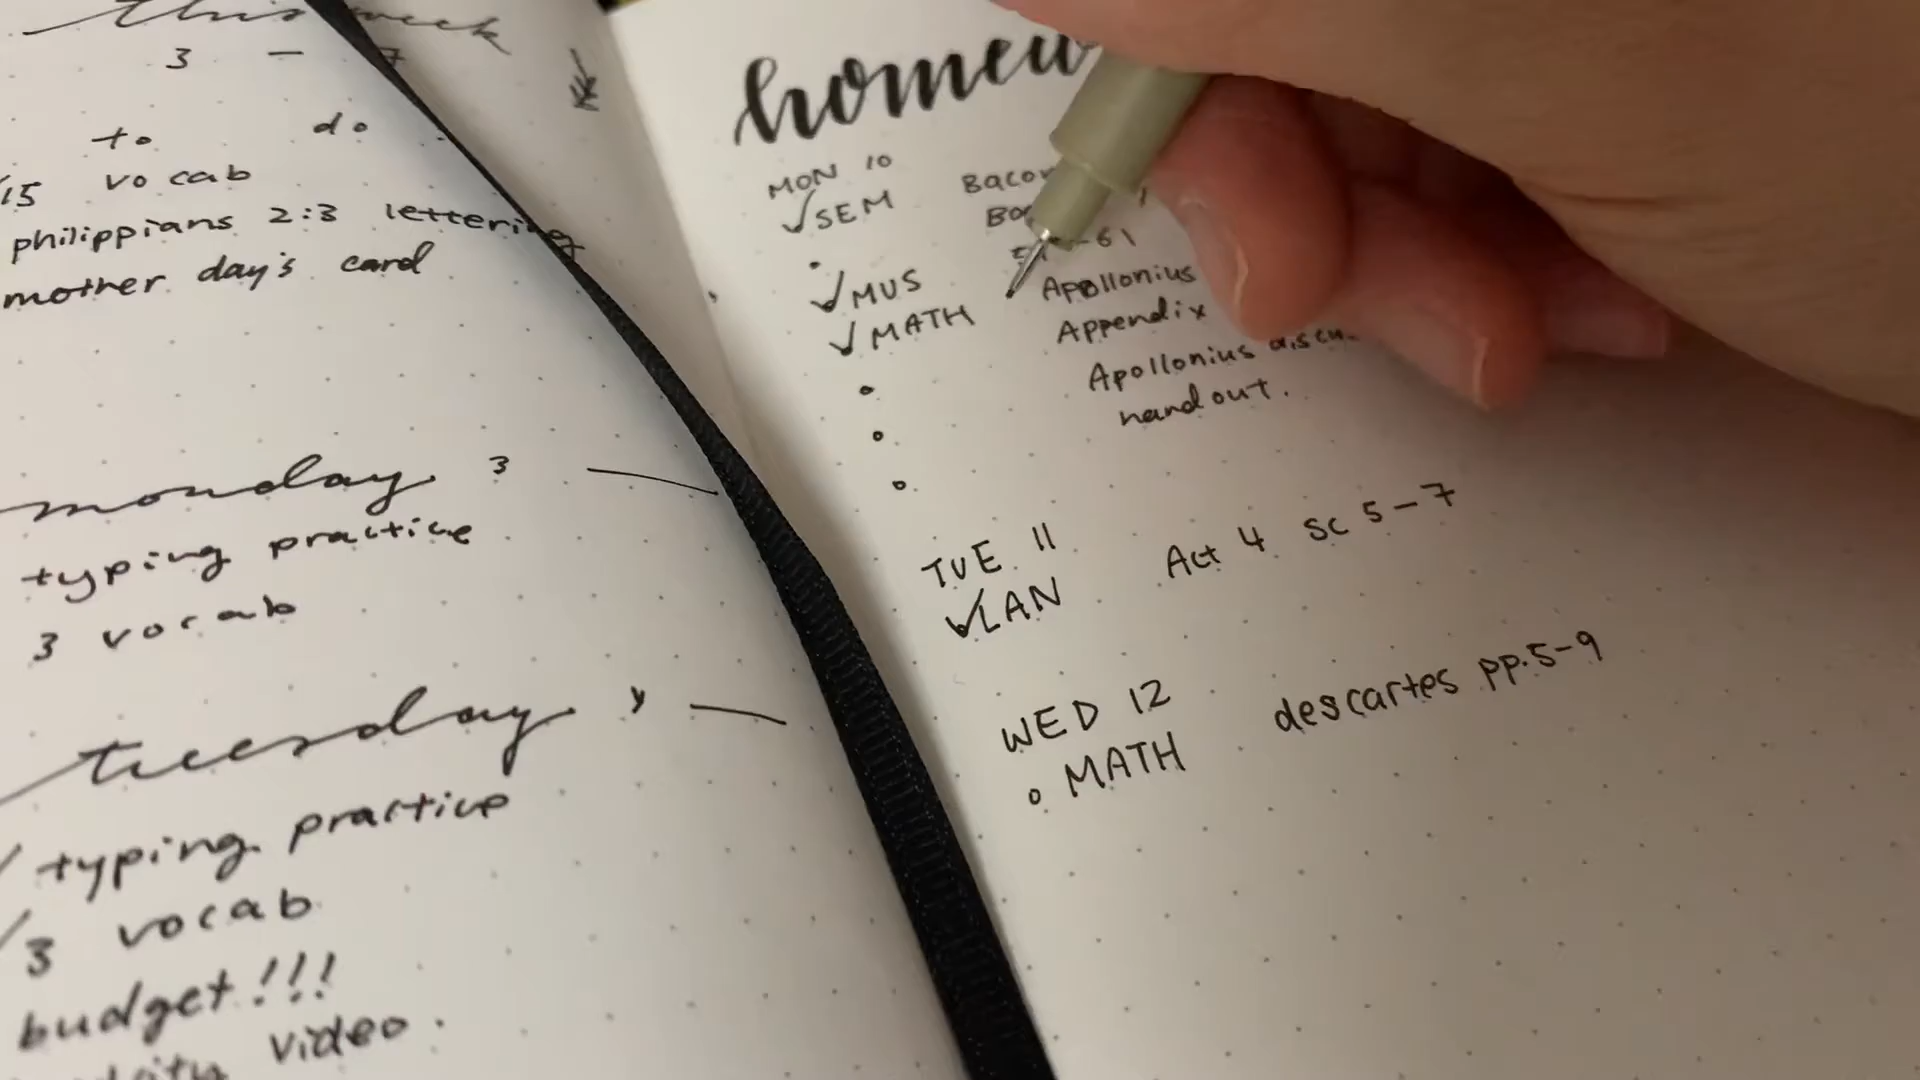 this week
3 - 7
to do
/15 vocab
philippians 2:3 lettering
mother day's card
monday 3
typing practice
3 vocab
tuesday
typing practice
3 vocab
budget!!!
video.
MON 10
✓SEM
✓MUS
✓MATH
-61
Apollonius
Appendix
Apollonius
handout.
TUE 11
✓LAN Act 4 sc 5-7
WED 12
MATH descartes pp.5-9